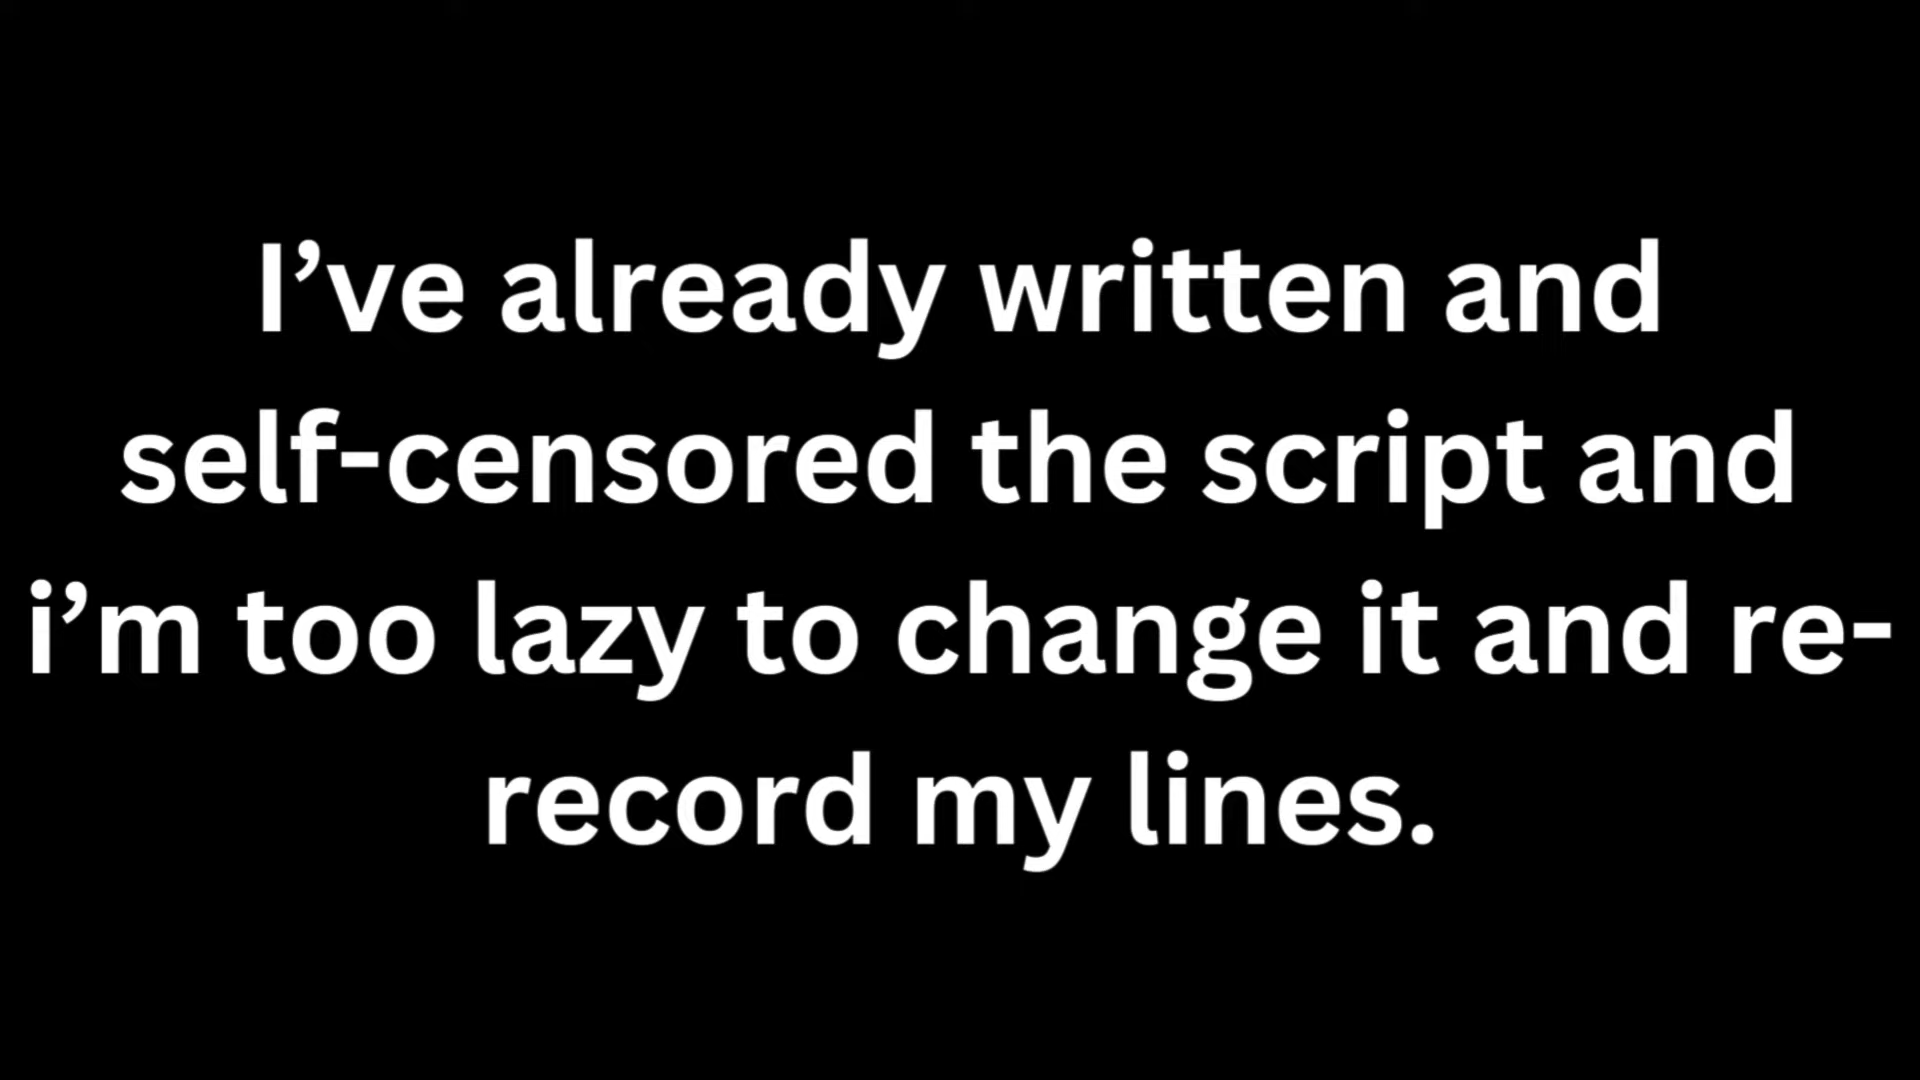 I’ve already written and
self-censored the script and
i’m too lazy to change it and re-
record my lines.